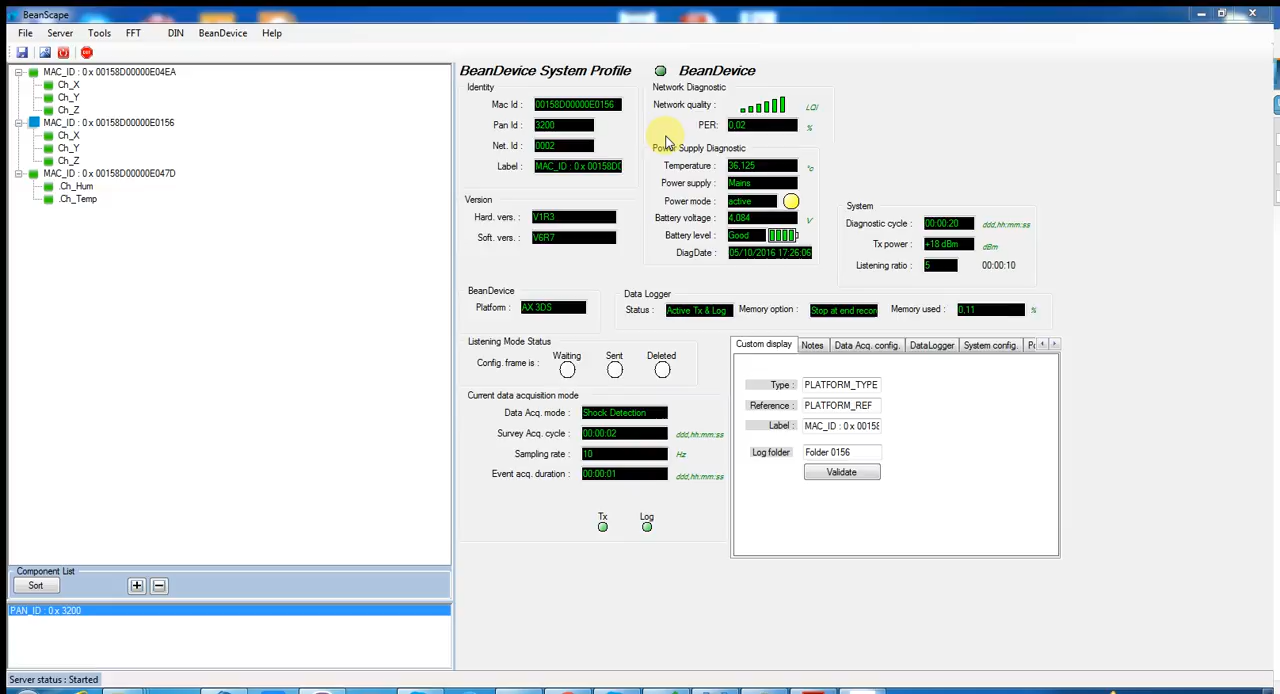 BeanScape
File Server Tools FFT DIN BeanDevice Help
MAC_ID : 0 x 00158D00000E04EA
Ch_X
Ch_Y
Ch_Z
MAC_ID : 0 x 00158D00000E0156
Ch_X
Ch_Y
Ch_Z
MAC_ID : 0 x 00158D00000E047D
.Ch_Hum
.Ch_Temp
Component List
Sort
PAN_ID : 0 x 3200
Server status : Started
BeanDevice System Profile
BeanDevice
Identity
Mac Id : 00158D00000E0156
Pan Id : 3200
Net. Id : 0002
Label : MAC_ID : 0 x 00158D0
Version
Hard. vers. : V1R3
Soft. vers. : V6R7
Network Diagnostic
Network quality : LQI
PER: 0,02 %
Power Supply Diagnostic
Temperature : 36,125 °c
Power supply : Mains
Power mode : active
Battery voltage : 4,084 V
Battery level : Good
DiagDate : 05/10/2016 17:26:06
System
Diagnostic cycle : 00:00:20 ddd,hh:mm:ss
Tx power : +18 dBm dBm
Listening ratio : 5 00:00:10
BeanDevice
Platform : AX 3DS
Data Logger
Status : Active Tx & Log Memory option : Stop at end recon Memory used : 0,11 %
Listening Mode Status
Waiting Sent Deleted
Config. frame is :
Current data acquisition mode
Data Acq. mode : Shock Detection
Survey Acq. cycle : 00:00:02 ddd,hh:mm:ss
Sampling rate : 10 Hz
Event acq. duration : 00:00:01 ddd,hh:mm:ss
Tx Log
Custom display Notes Data Acq. config. DataLogger System config.
Type : PLATFORM_TYPE
Reference : PLATFORM_REF
Label : MAC_ID : 0 x 00158
Log folder Folder 0156
Validate